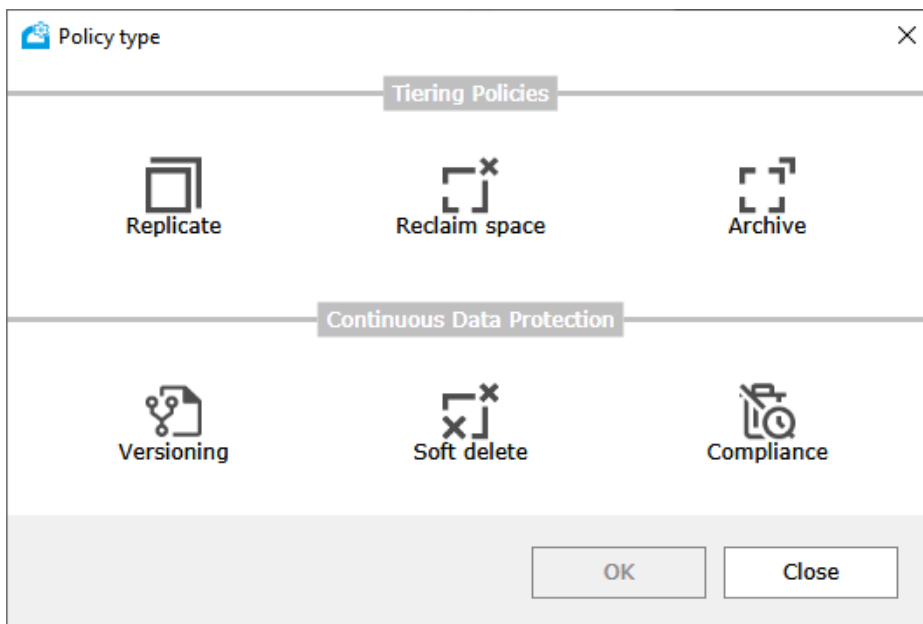 Policy type
Tiering Policies
Replicate
Reclaim space
Archive
Continuous Data Protection
Versioning
Soft delete
Compliance
OK
Close